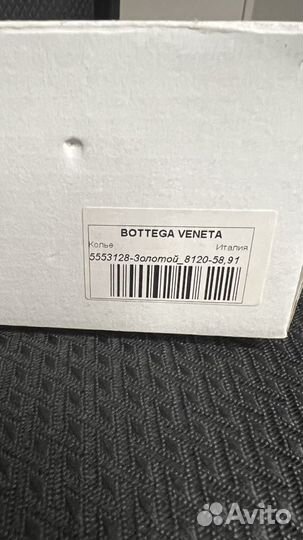 BOTTEGA VENETA
Колье Италия
5553128-Золотой_8120-58,91
Avito